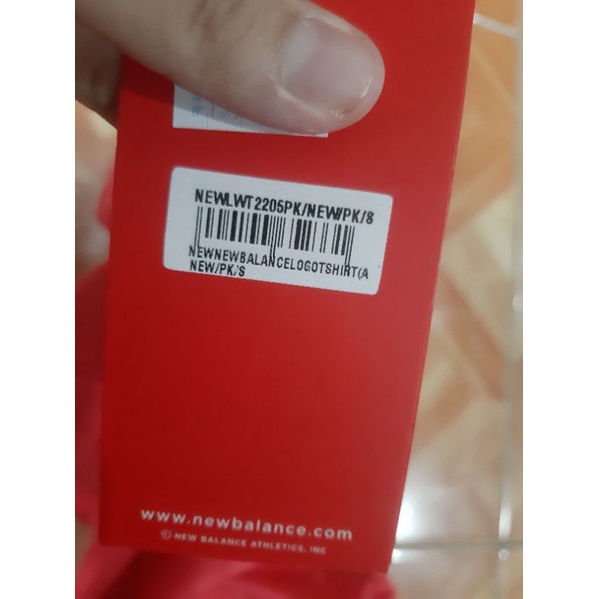 NEWLWT2205PK/NEW/PK/S
NEWNEWBALANCELOGOTSHIRT(A
NEW/PK/S
www.newbalance.com
© NEW BALANCE ATHLETICS, INC